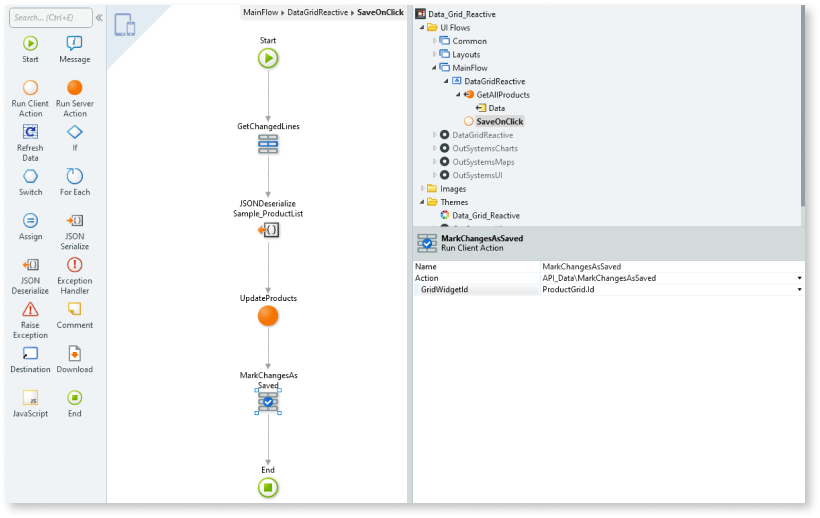 Search... (Ctrl+E)
Start
Message
Run Client
Action
Run Server
Action
Refresh
Data
If
Switch
For Each
Assign
JSON
Serialize
JSON
Deserialize
Exception
Handler
Raise
Exception
Comment
Destination
Download
JS
JavaScript
End
MainFlow ▸ DataGridReactive ▸ SaveOnClick
Start
GetChangedLines
JSONDeserialize
Sample_ProductList
UpdateProducts
MarkChangesAs
Saved
End
Data_Grid_Reactive
UI Flows
Common
Layouts
MainFlow
DataGridReactive
GetAllProducts
Data
SaveOnClick
DataGridReactive
OutSystemsCharts
OutSystemsMaps
OutSystemsUI
Images
Themes
Data_Grid_Reactive
MarkChangesAsSaved
Run Client Action
Name MarkChangesAsSaved
Action API_Data\MarkChangesAsSaved
GridWidgetId ProductGrid.Id